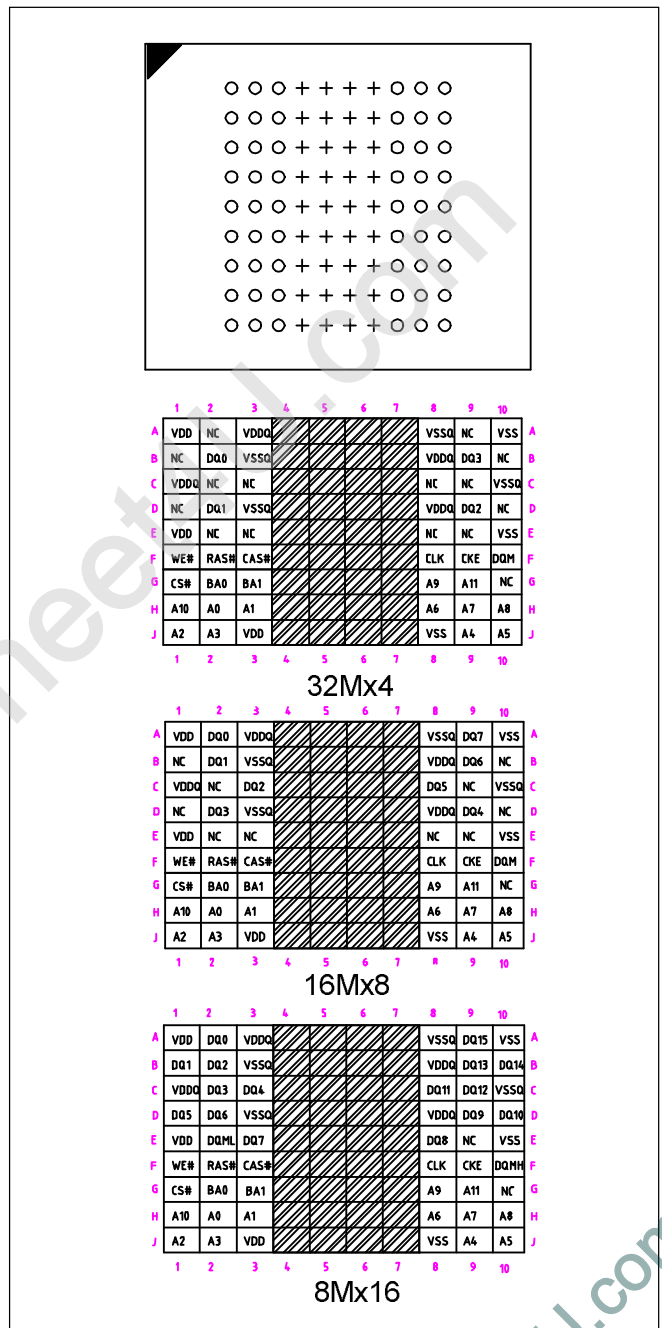 1 2 3 4 5 6 7 8 9 10
A VDD NC VDDQ VSSQ NC VSS A
B NC DQ0 VSSQ VDDQ DQ3 NC B
C VDDQ NC NC NC NC VSSQ C
D NC DQ1 VSSQ VDDQ DQ2 NC D
E VDD NC NC NC NC VSS E
F WE# RAS# CAS# CLK CKE DQM F
G CS# BA0 BA1 A9 A11 NC G
H A10 A0 A1 A6 A7 A8 H
J A2 A3 VDD VSS A4 A5 J
1 2 3 4 5 6 7 8 9 10
32Mx4
1 2 3 4 5 6 7 8 9 10
A VDD DQ0 VDDQ VSSQ DQ7 VSS A
B NC DQ1 VSSQ VDDQ DQ6 NC B
C VDDQ NC DQ2 DQ5 NC VSSQ C
D NC DQ3 VSSQ VDDQ DQ4 NC D
E VDD NC NC NC NC VSS E
F WE# RAS# CAS# CLK CKE DQM F
G CS# BA0 BA1 A9 A11 NC G
H A10 A0 A1 A6 A7 A8 H
J A2 A3 VDD VSS A4 A5 J
1 2 3 4 5 6 7 8 9 10
16Mx8
1 2 3 4 5 6 7 8 9 10
A VDD DQ0 VDDQ VSSQ DQ15 VSS A
B DQ1 DQ2 VSSQ VDDQ DQ13 DQ14 B
C VDDQ DQ3 DQ4 DQ11 DQ12 VSSQ C
D DQ5 DQ6 VSSQ VDDQ DQ9 DQ10 D
E VDD DQML DQ7 DQ8 NC VSS E
F WE# RAS# CAS# CLK CKE DQMH F
G CS# BA0 BA1 A9 A11 NC G
H A10 A0 A1 A6 A7 A8 H
J A2 A3 VDD VSS A4 A5 J
1 2 3 4 5 6 7 8 9 10
8Mx16